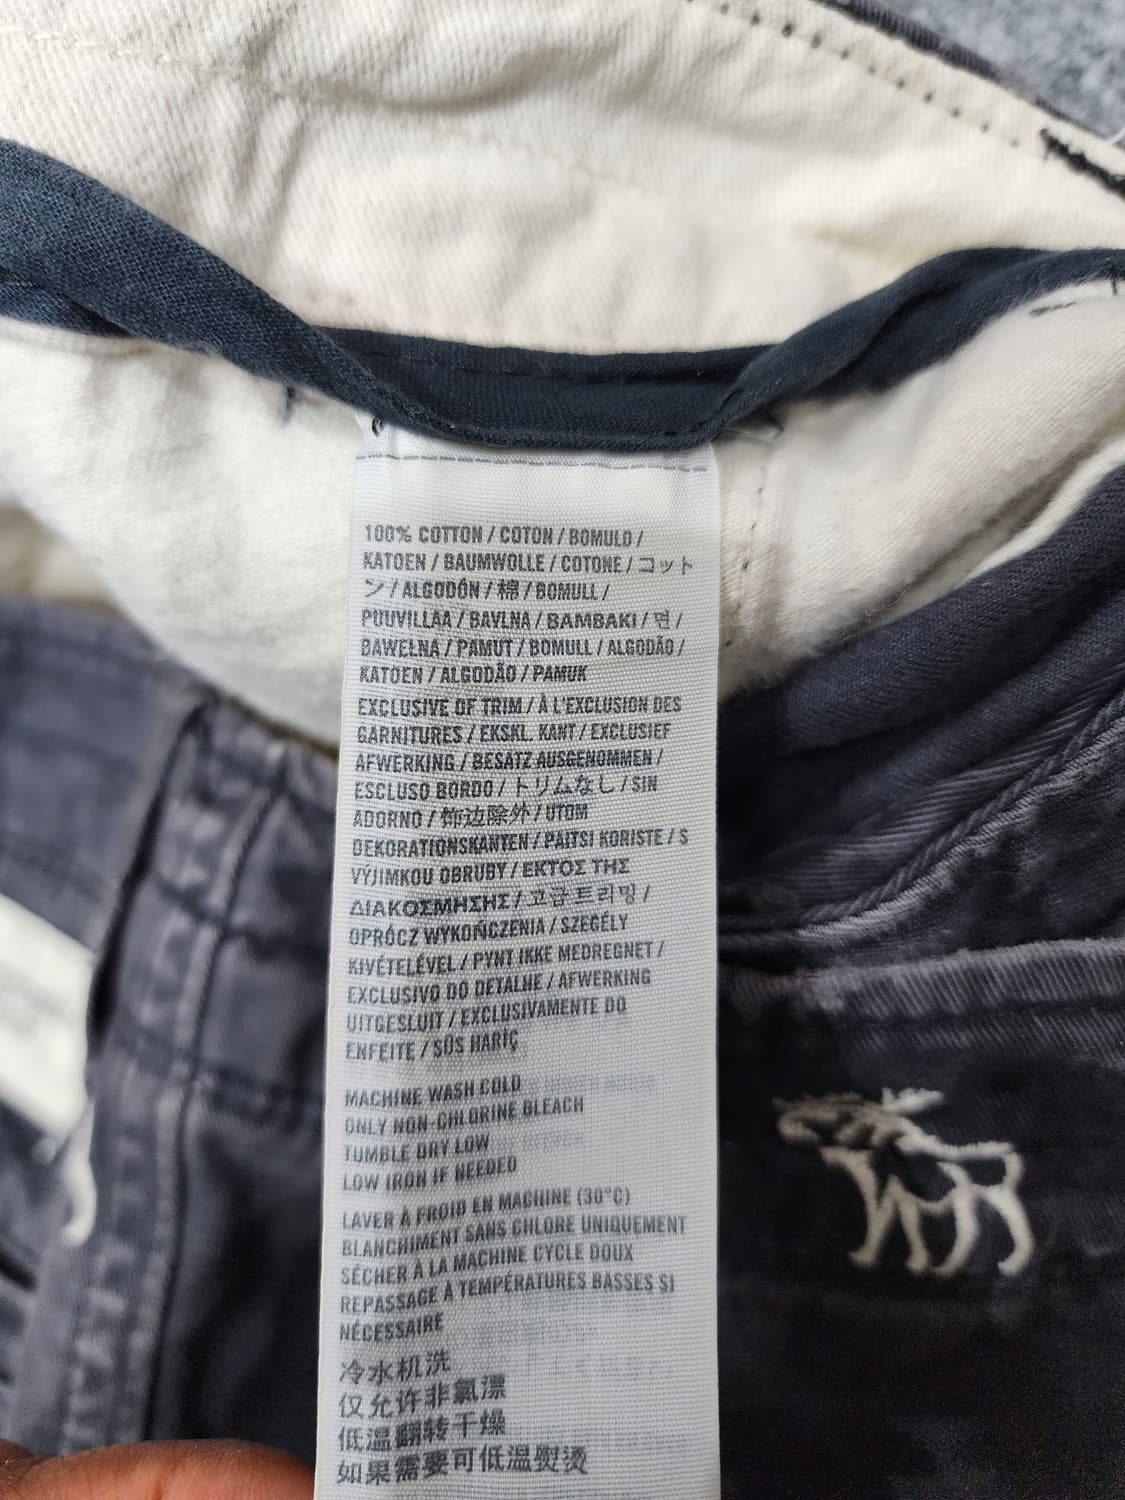 100% COTTON / COTON / BOMULD /
KATOEN / BAUMWOLLE / COTONE / コット
ン / ALGODÓN / 棉 / BOMULL /
POUVILLAA / BAVLNA / BAMBAKI / 면 /
BAWEŁNA / PAMUT / BOMULL / ALGODÃO /
KATOEN / ALGODÃO / PAMUK
EXCLUSIVE OF TRIM / À L'EXCLUSION DES
GARNITURES / EKSKL. KANT / EXCLUSIEF
AFWERKING / BESATZ AUSGENOMMEN /
ESCLUSO BORDO / トリムなし / SIN
ADORNO / 饰边除外 / UTOM
DEKORATIONSKANTEN / PAITSI KORISTE / S
VÝJIMKOU OBRUBY / ΕΚΤΟΣ ΤΗΣ
ΔΙΑΚΟΣΜΗΣΗΣ / 고급트리밍 /
OPRÓCZ WYKOŃCZENIA / SZEGÉLY
KIVÉTELÉVEL / PYNT IKKE MEDREGNET /
EXCLUSIVO DO DETALHE / AFWERKING
UITGESLUIT / EXCLUSIVAMENTE DO
ENFEITE / SÜS HARİÇ
MACHINE WASH COLD
ONLY NON-CHLORINE BLEACH
TUMBLE DRY LOW
LOW IRON IF NEEDED
LAVER À FROID EN MACHINE (30°C)
BLANCHIMENT SANS CHLORE UNIQUEMENT
SÉCHER À LA MACHINE CYCLE DOUX
REPASSAGE À TEMPÉRATURES BASSES SI
NÉCESSAIRE
冷水机洗
仅允许非氯漂
低温翻转干燥
如果需要可低温熨烫